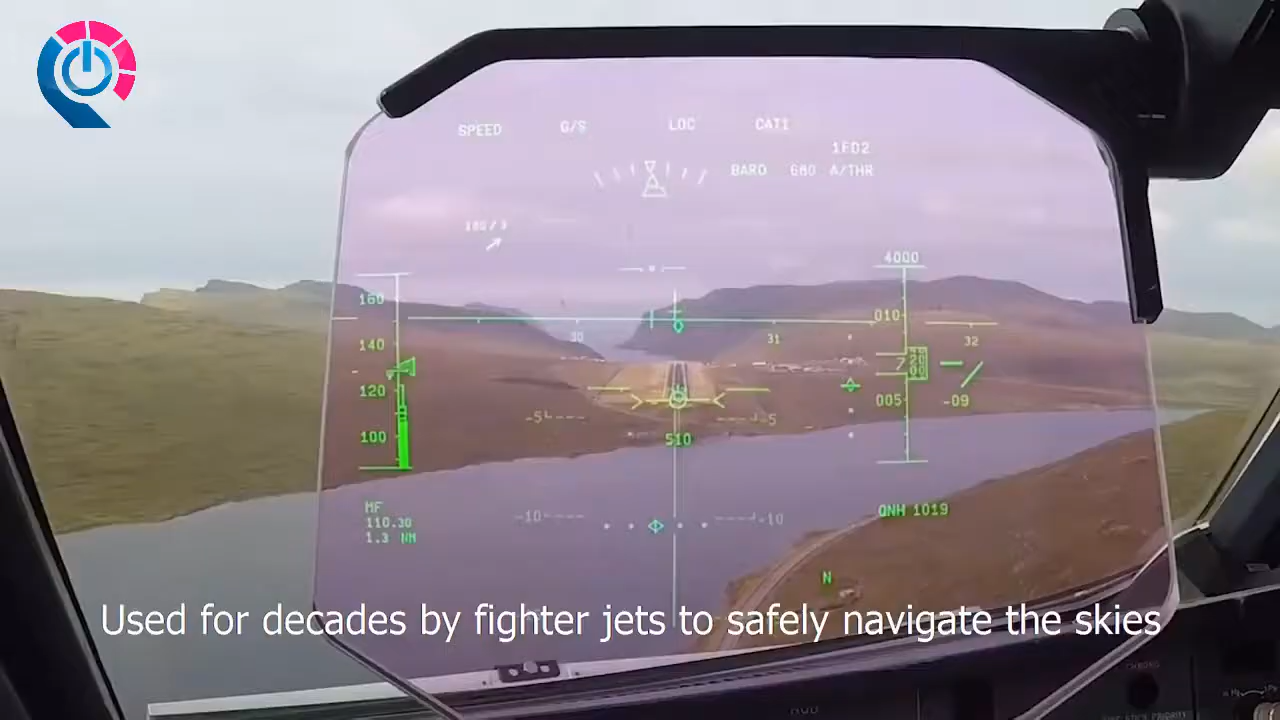 SPEED G/S LOC CAT1
1FD2
BARO 680 A/THR
4000
160
010
30 31 32
140
120
005 -09
-5 -5
100
510
MF
110.30
1.3 NM
-10 -10
QNH 1019
N
Used for decades by fighter jets to safely navigate the skies